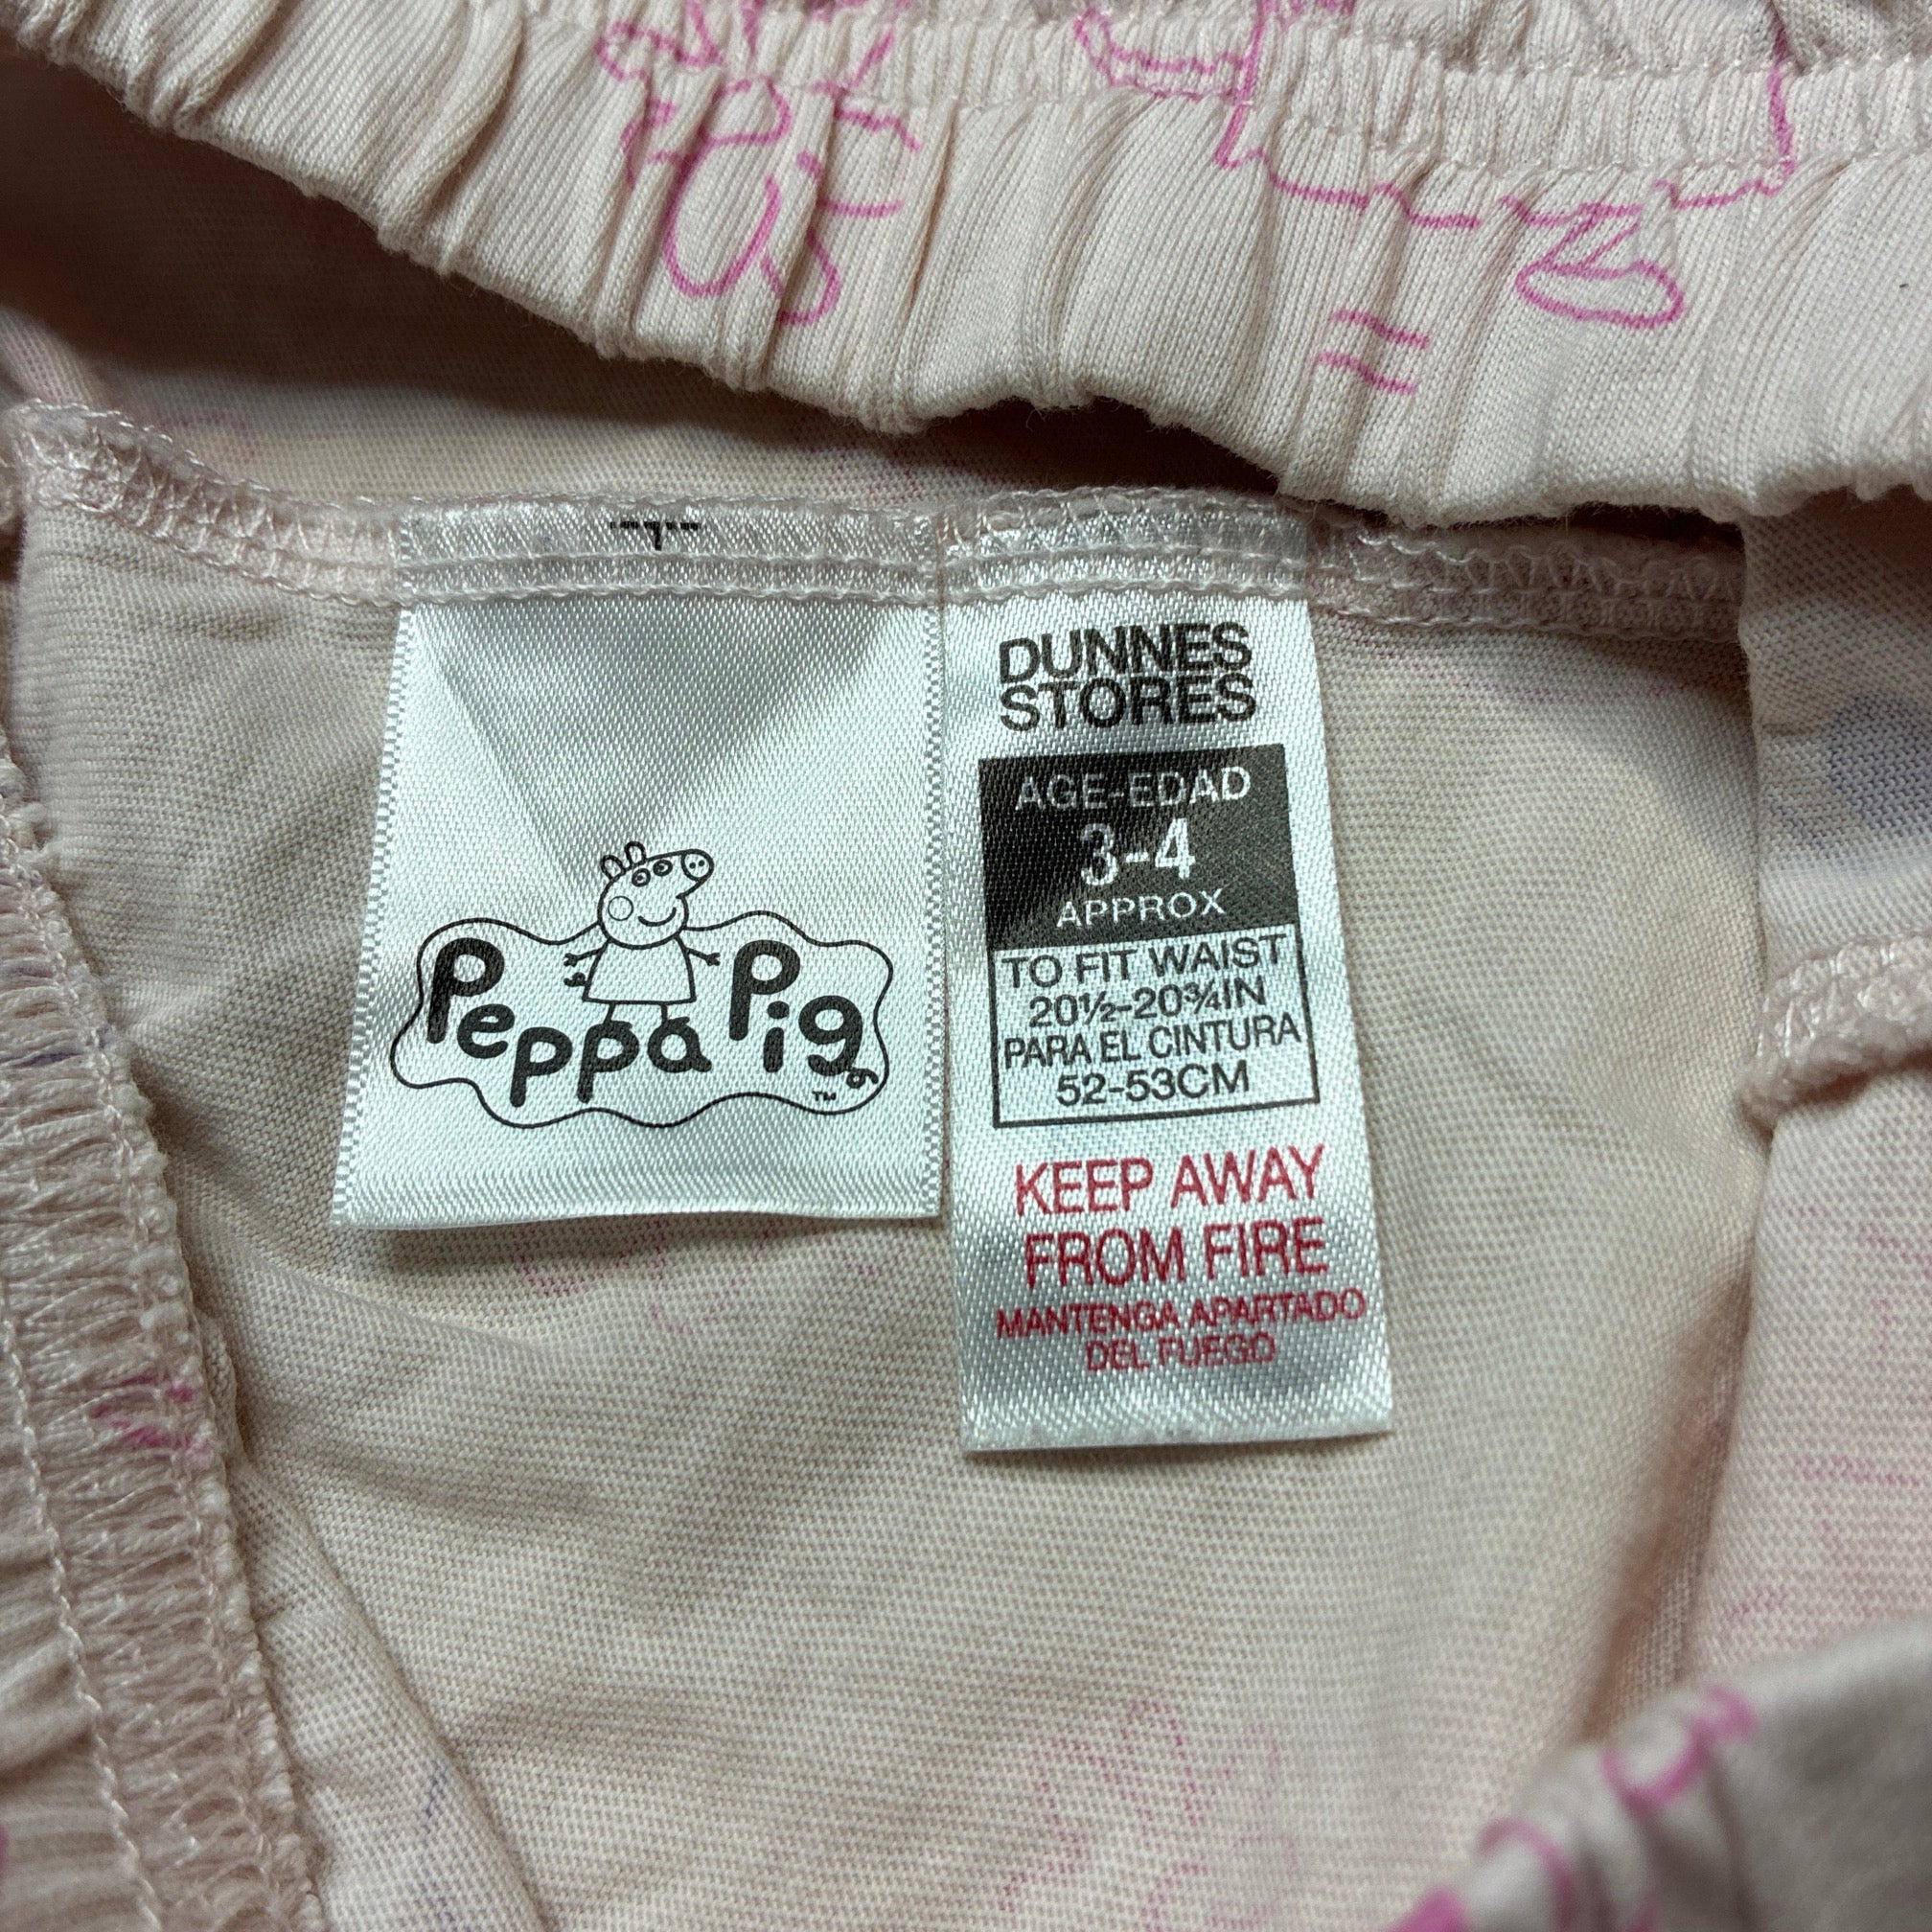 Peppa Pig
TM
DUNNES
STORES
AGE-EDAD
3-4
APPROX
TO FIT WAIST
20½-20¾IN
PARA EL CINTURA
52-53CM
KEEP AWAY
FROM FIRE
MANTENGA APARTADO
DEL FUEGO